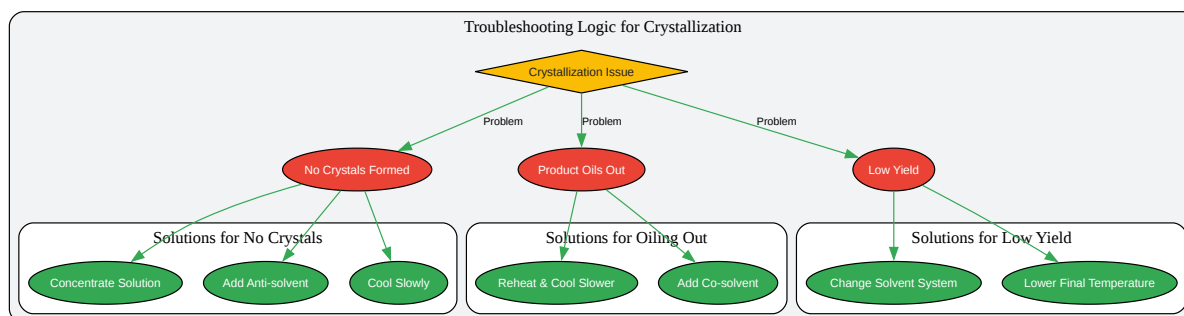 Troubleshooting Logic for Crystallization
Crystallization Issue
Problem
Problem
Problem
No Crystals Formed
Product Oils Out
Low Yield
Solutions for No Crystals
Solutions for Oiling Out
Solutions for Low Yield
Concentrate Solution
Add Anti-solvent
Cool Slowly
Reheat & Cool Slower
Add Co-solvent
Change Solvent System
Lower Final Temperature